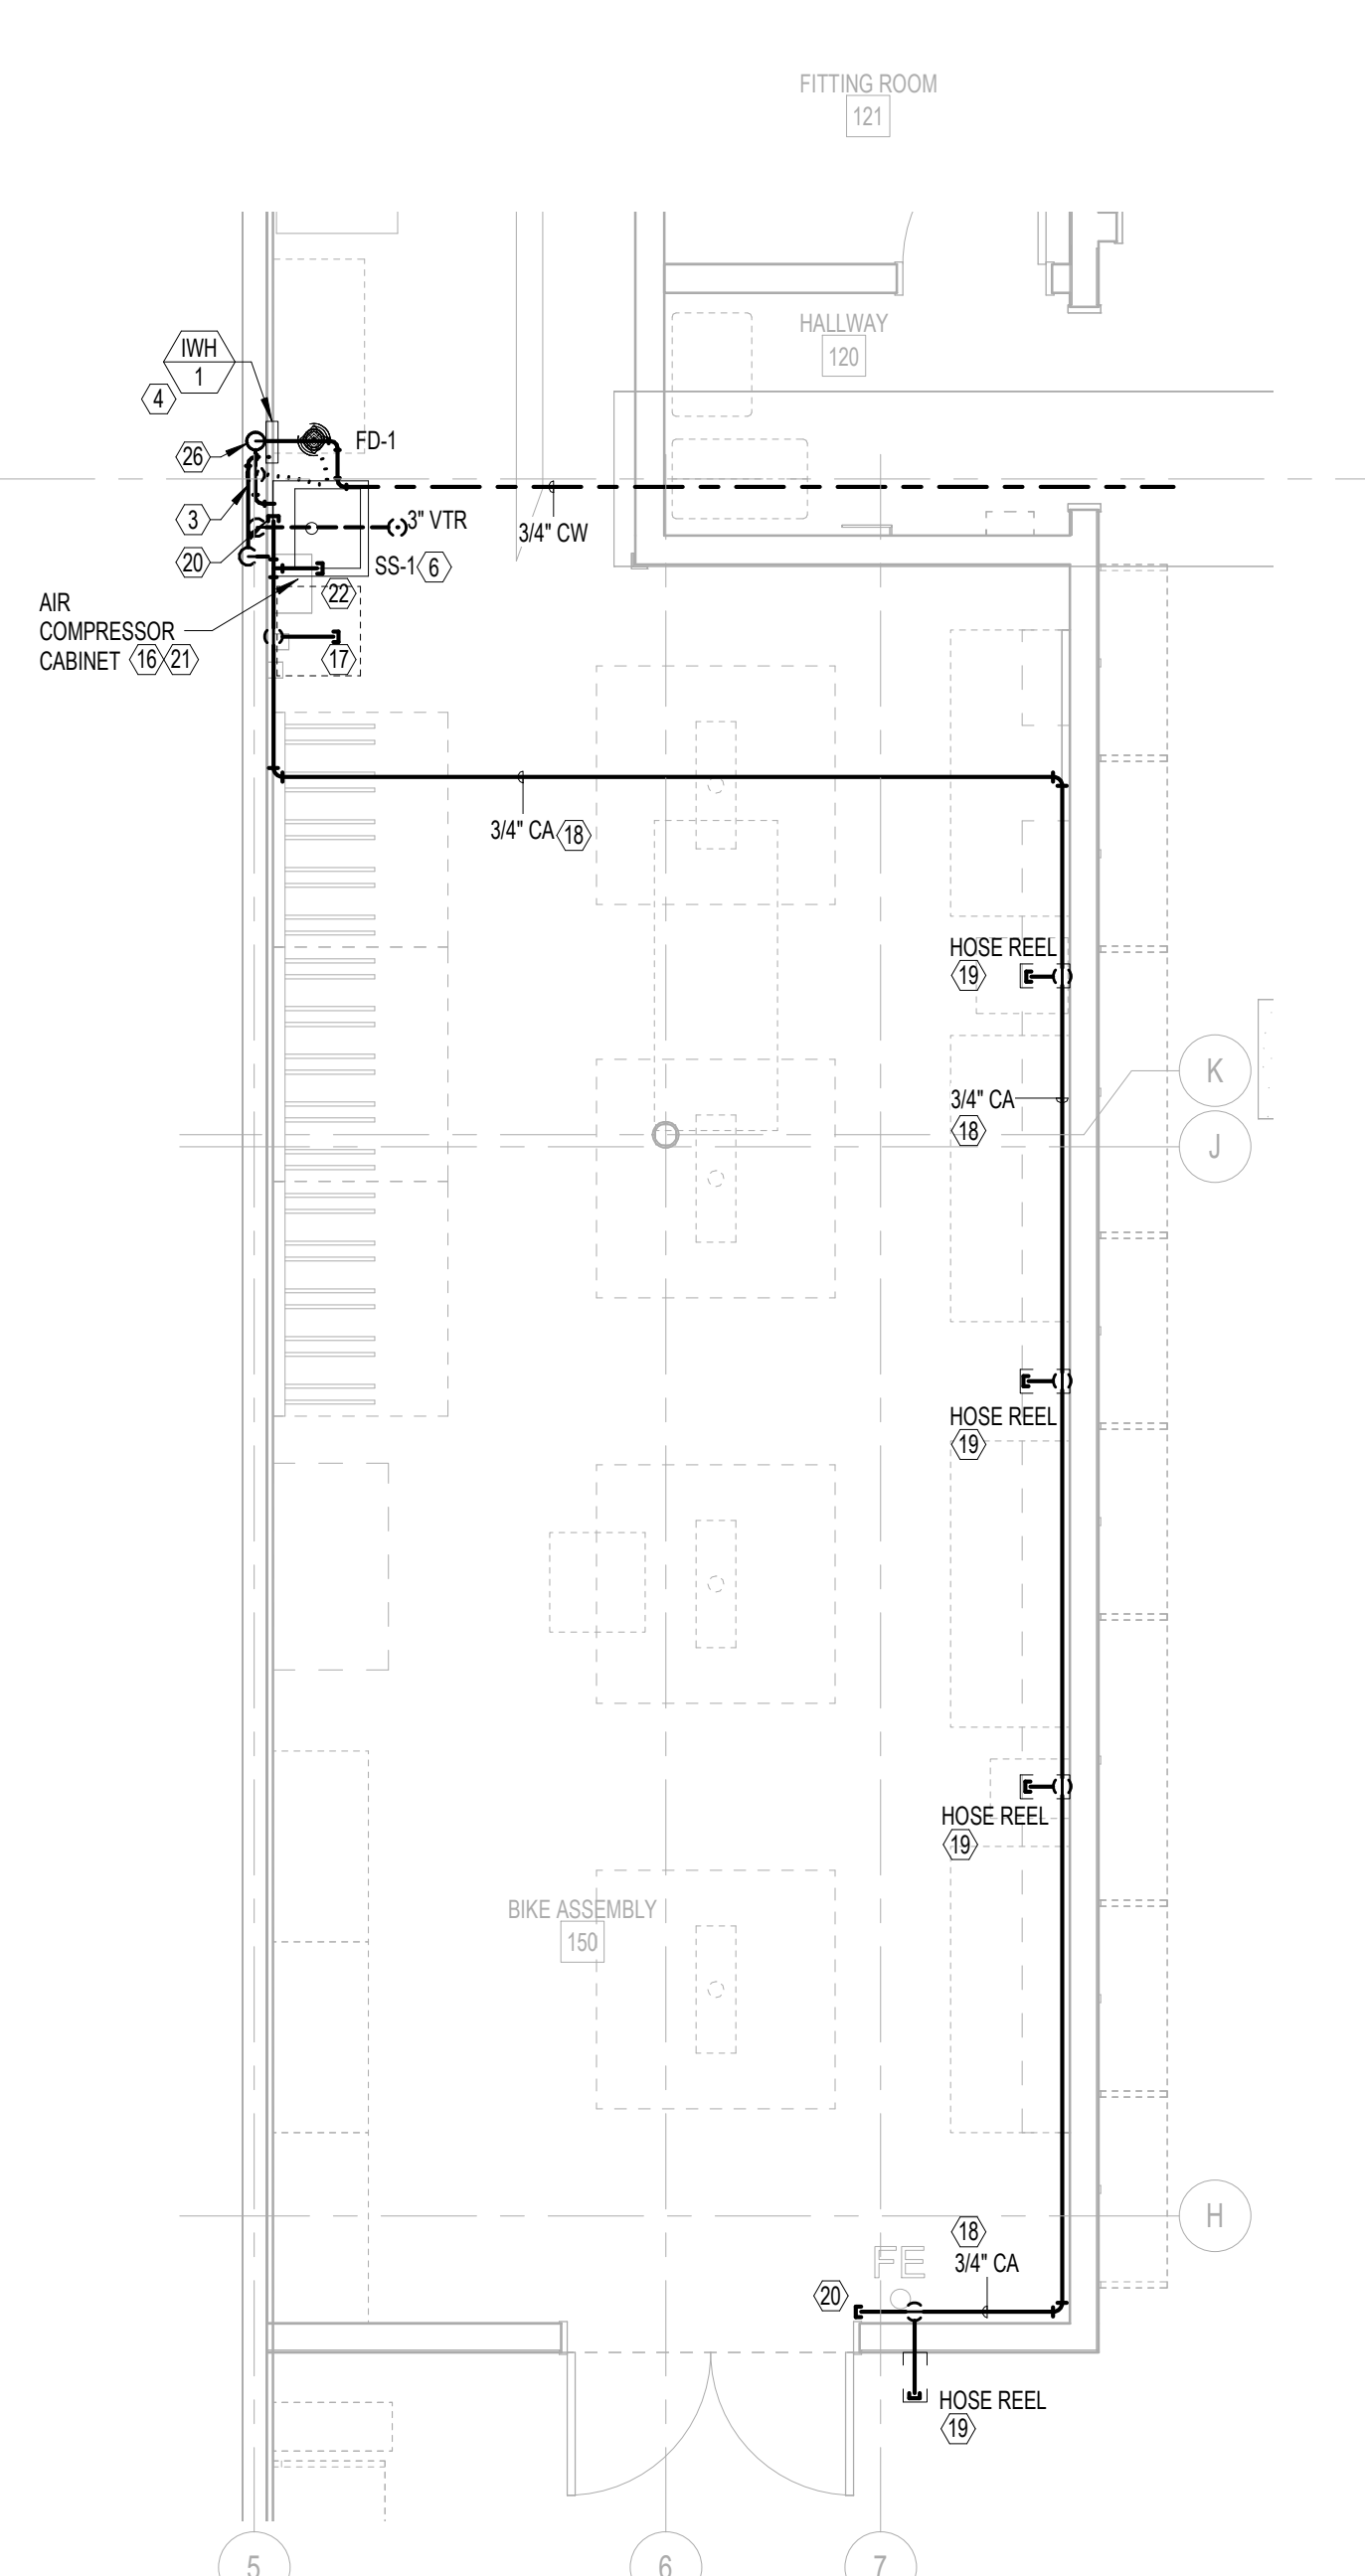 FITTING ROOM
121
HALLWAY
120
IWH
1
4
26
FD-1
3
3" VTR
3/4" CW
20
SS-1 6
22
AIR
COMPRESSOR
CABINET 16 21
17
3/4" CA 18
HOSE REEL
19
K
3/4" CA
18
J
HOSE REEL
19
HOSE REEL
19
BIKE ASSEMBLY
150
H
18
FE
3/4" CA
20
HOSE REEL
19
5
6
7